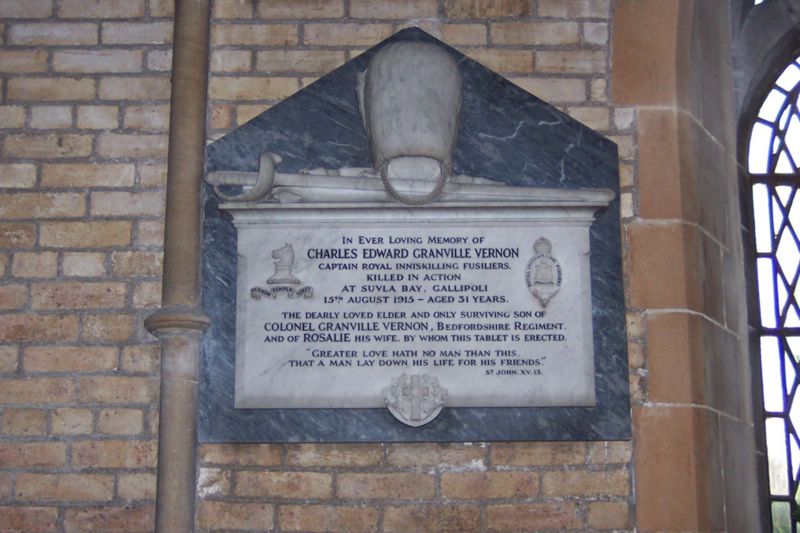 IN EVER LOVING MEMORY OF
CHARLES EDWARD GRANVILLE VERNON
CAPTAIN ROYAL INNISKILLING FUSILIERS.
KILLED IN ACTION
AT SUVLA BAY, GALLIPOLI
15TH AUGUST 1915 – AGED 31 YEARS.
THE DEARLY LOVED ELDER AND ONLY SURVIVING SON OF
COLONEL GRANVILLE VERNON, BEDFORDSHIRE REGIMENT.
AND OF ROSALIE HIS WIFE. BY WHOM THIS TABLET IS ERECTED.
"GREATER LOVE HATH NO MAN THAN THIS.
THAT A MAN LAY DOWN HIS LIFE FOR HIS FRIENDS."
ST JOHN. XV. 13.